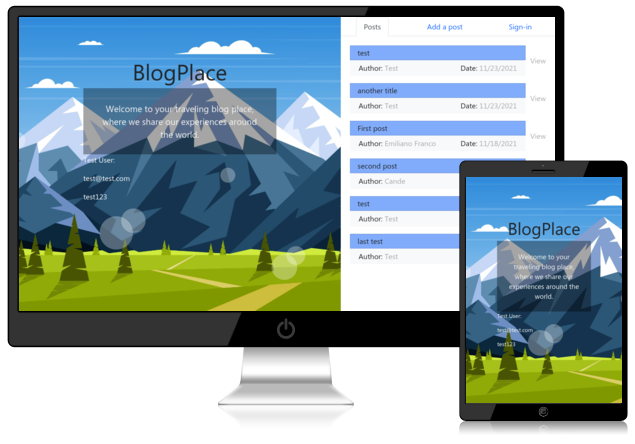 BlogPlace
Welcome to your traveling blog place
where we share our experiences around
the world.
Test User:
test@test.com
test123
Posts
Add a post
Sign-in
test
Author: Test Date: 11/23/2021
View
another title
Author: Test Date: 11/23/2021
View
First post
Author: Emiliano Franco Date: 11/18/2021
View
second post
Author: Cande
test
Author: Test
last test
Author: Test
BlogPlace
Welcome to your
traveling blog place
where we share our
experiences around the
world.
Test User:
test@test.com
test123